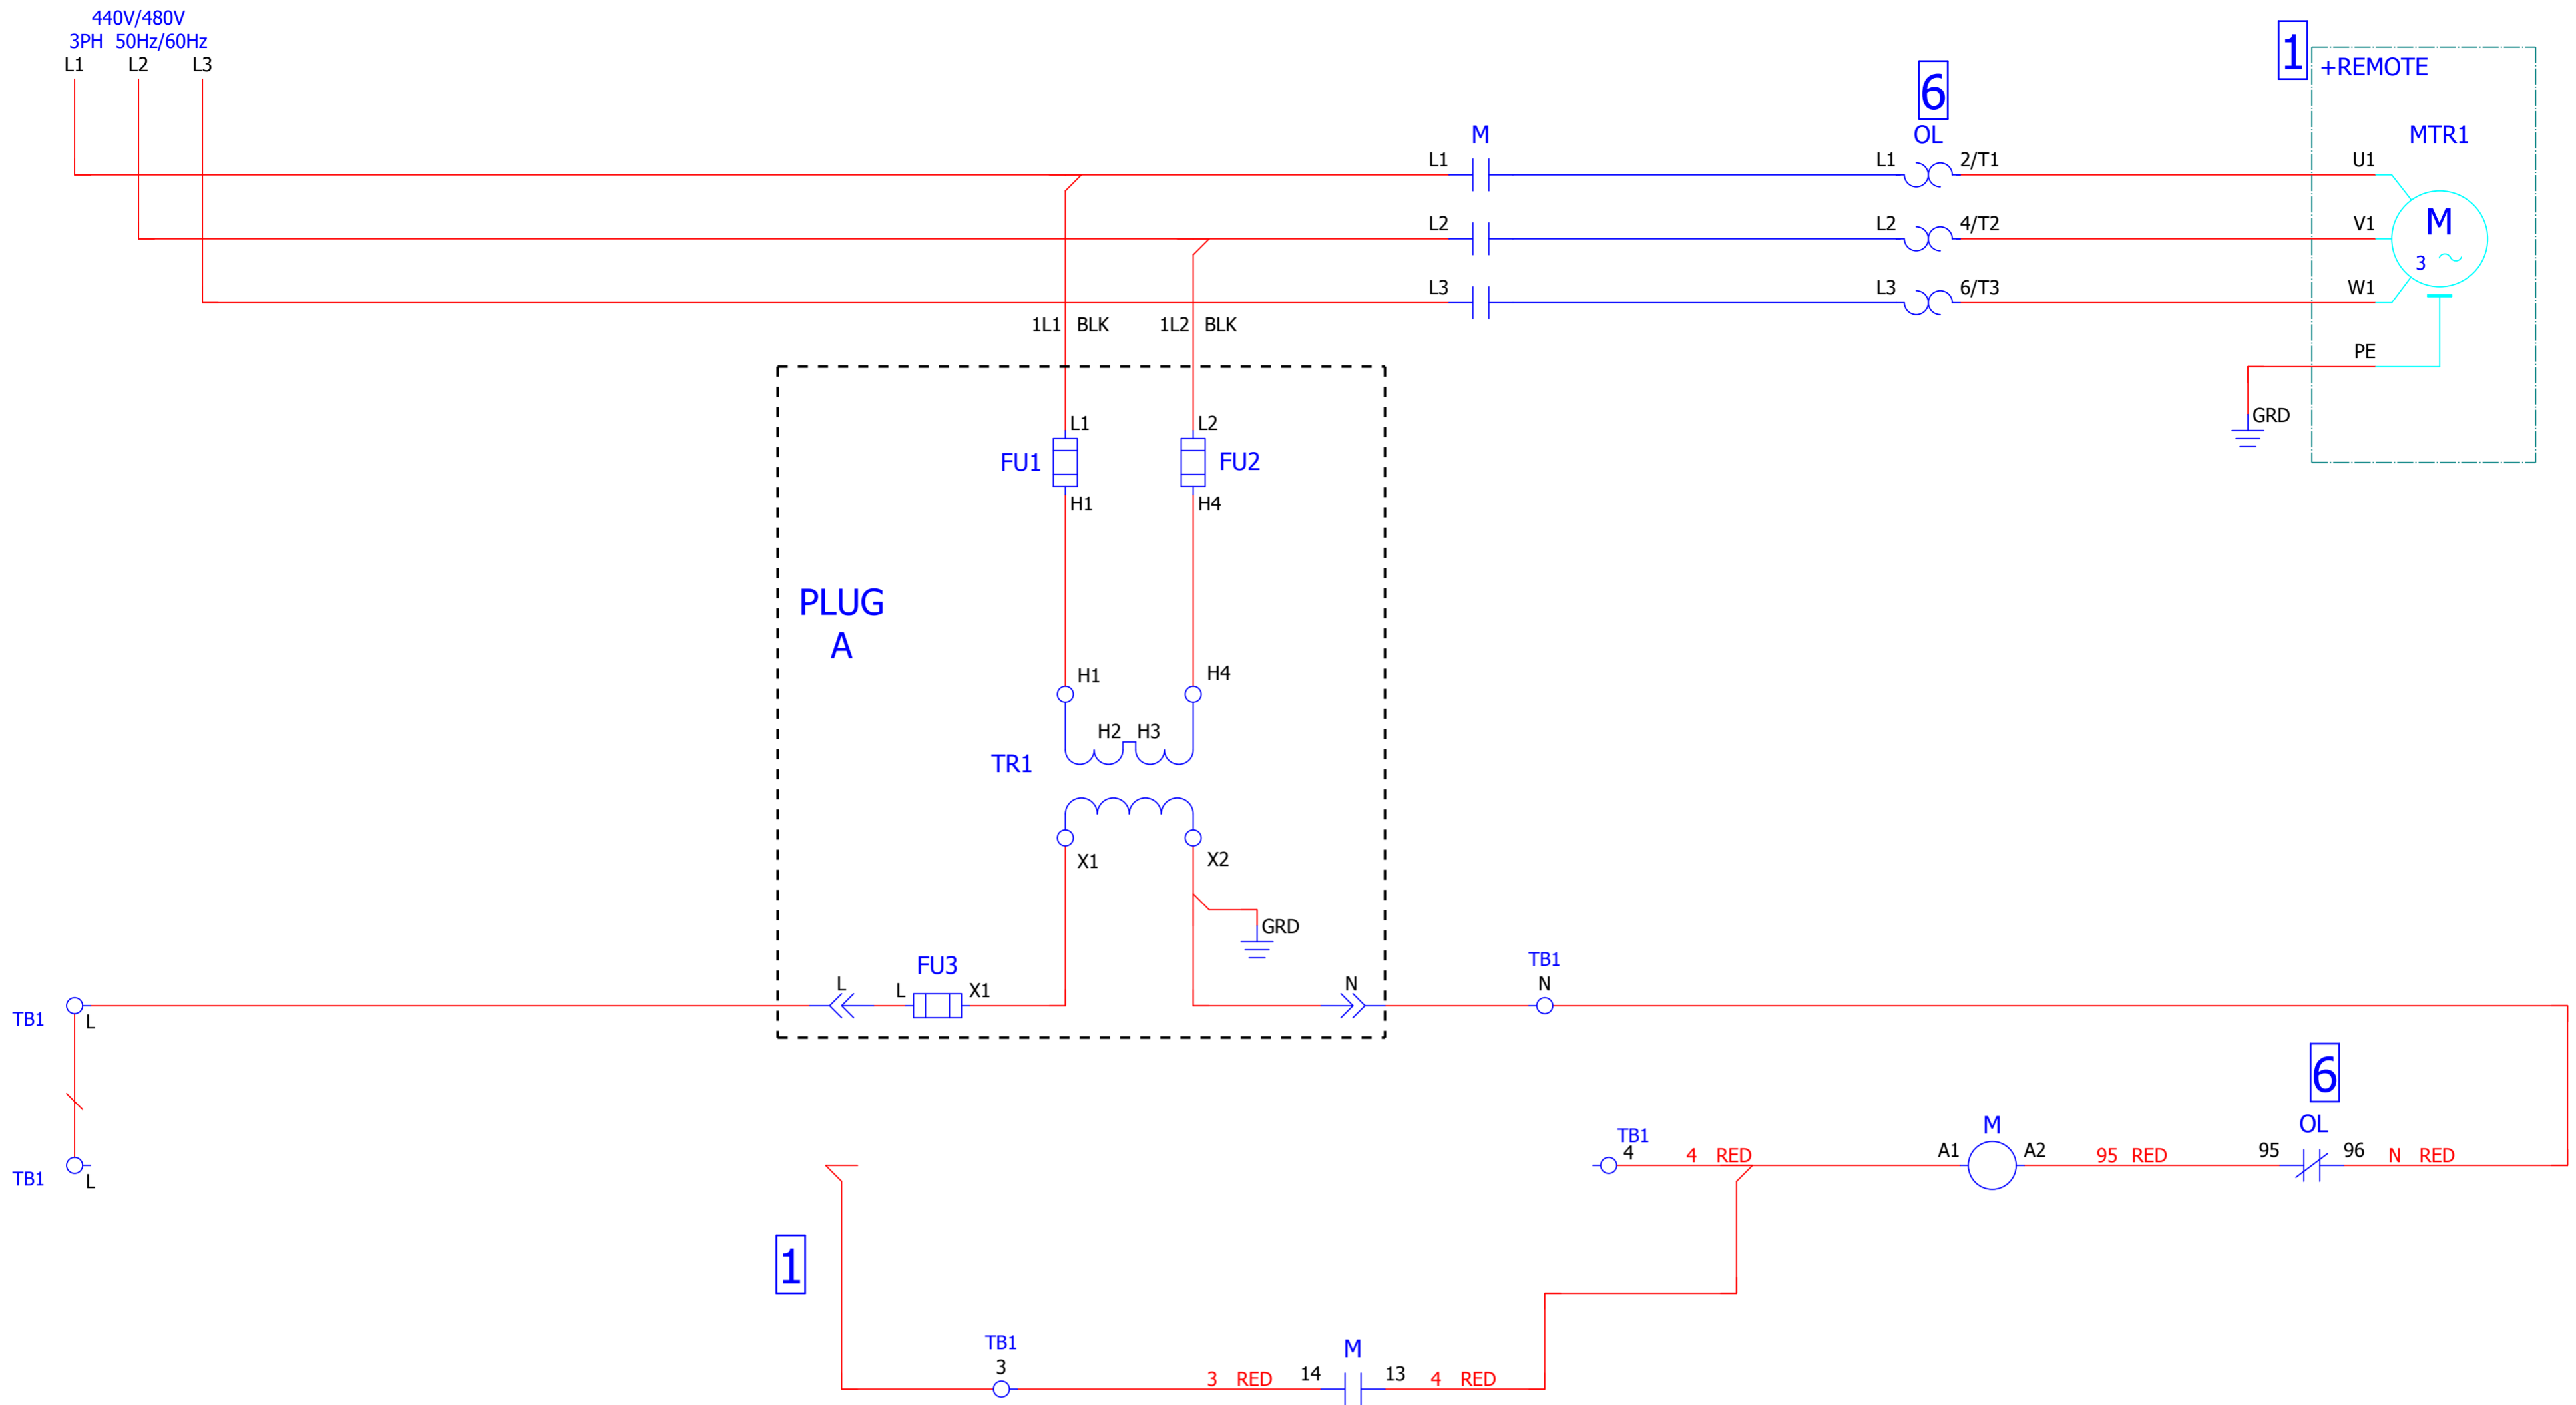 440V/480V
3PH 50Hz/60Hz
L1 L2 L3
1
+REMOTE
6
OL
M
MTR1
L1
L1
2/T1
U1
L2
L2
4/T2
V1
M
3
L3
L3
6/T3
W1
1L1 BLK
1L2 BLK
PE
GRD
L1
L2
FU1
FU2
H1
H4
PLUG
A
H1
H4
H2 H3
TR1
X1
X2
GRD
FU3
L
L
X1
N
TB1
N
TB1
L
6
OL
M
TB1
4
4 RED
A1
A2
95 RED
95
96
N RED
TB1
L
1
TB1
3
M
3 RED
14
13
4 RED